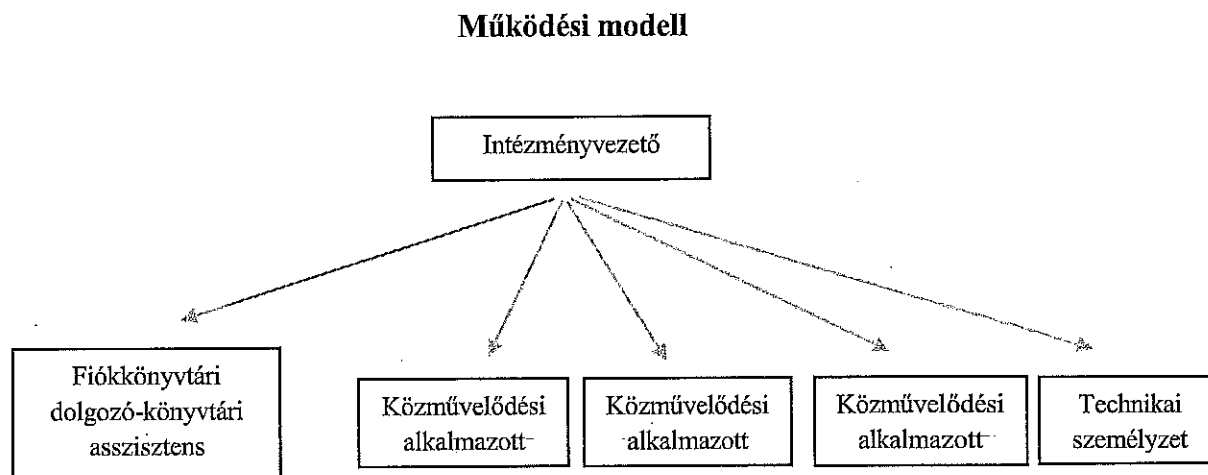 Működési modell
Intézményvezető
Fiókkönyvtári
dolgozó-könyvtári
asszisztens
Közművelődési
alkalmazott
Közművelődési
alkalmazott
Közművelődési
alkalmazott
Technikai
személyzet